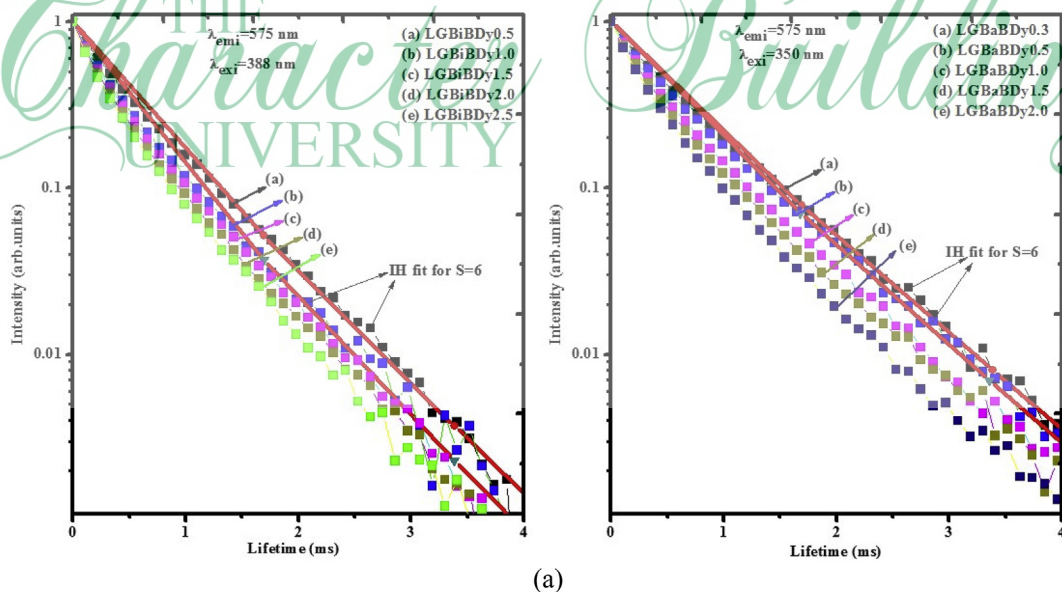 THE
Character Building
UNIVERSITY
λemi=575 nm
λexi=388 nm
(a) LGBiBDy0.5
(b) LGBiBDy1.0
(c) LGBiBDy1.5
(d) LGBiBDy2.0
(e) LGBiBDy2.5
(a)
(b)
(c)
(d)
(e)
IH fit for S=6
Intensity (arb.units)
1
0.1
0.01
0
1
2
3
4
Lifetime (ms)
λemi=575 nm
λexi=350 nm
(a) LGBaBDy0.3
(b) LGBaBDy0.5
(c) LGBaBDy1.0
(d) LGBaBDy1.5
(e) LGBaBDy2.0
(a)
(b)
(c)
(d)
(e)
IH fit for S=6
Intensity (arb.units)
1
0.1
0.01
0
1
2
3
4
Lifetime (ms)
(a)